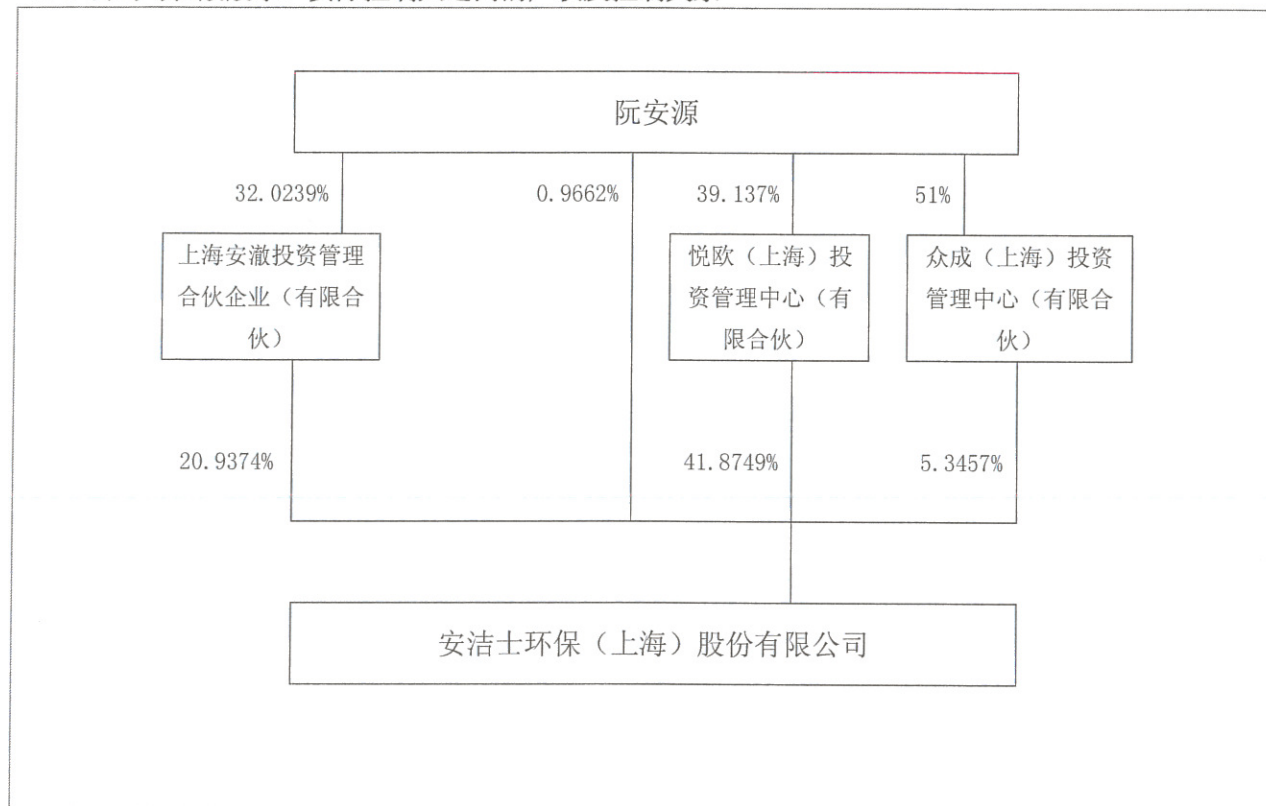 阮安源
32.0239%
0.9662%
39.137%
51%
上海安澈投资管理
合伙企业（有限合
伙）
悦欧（上海）投
资管理中心（有
限合伙）
众成（上海）投资
管理中心（有限合
伙）
20.9374%
41.8749%
5.3457%
安洁士环保（上海）股份有限公司